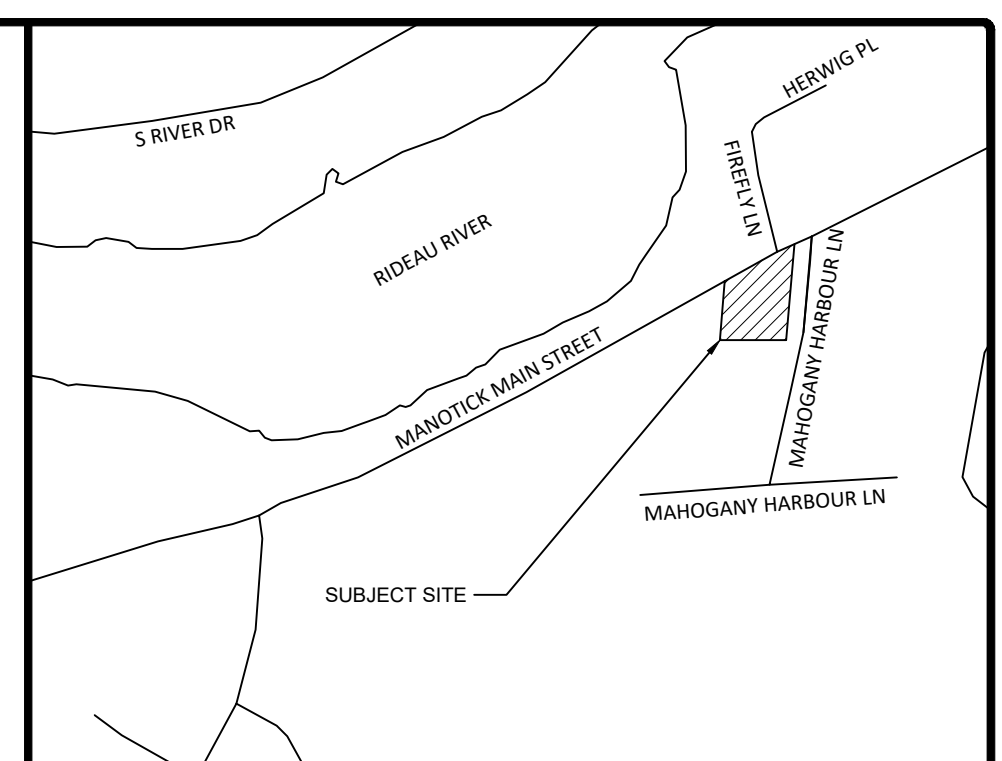 HERWIG PL
S RIVER DR
FIREFLY LN
RIDEAU RIVER
MAHOGANY HARBOUR LN
MANOTICK MAIN STREET
MAHOGANY HARBOUR LN
SUBJECT SITE